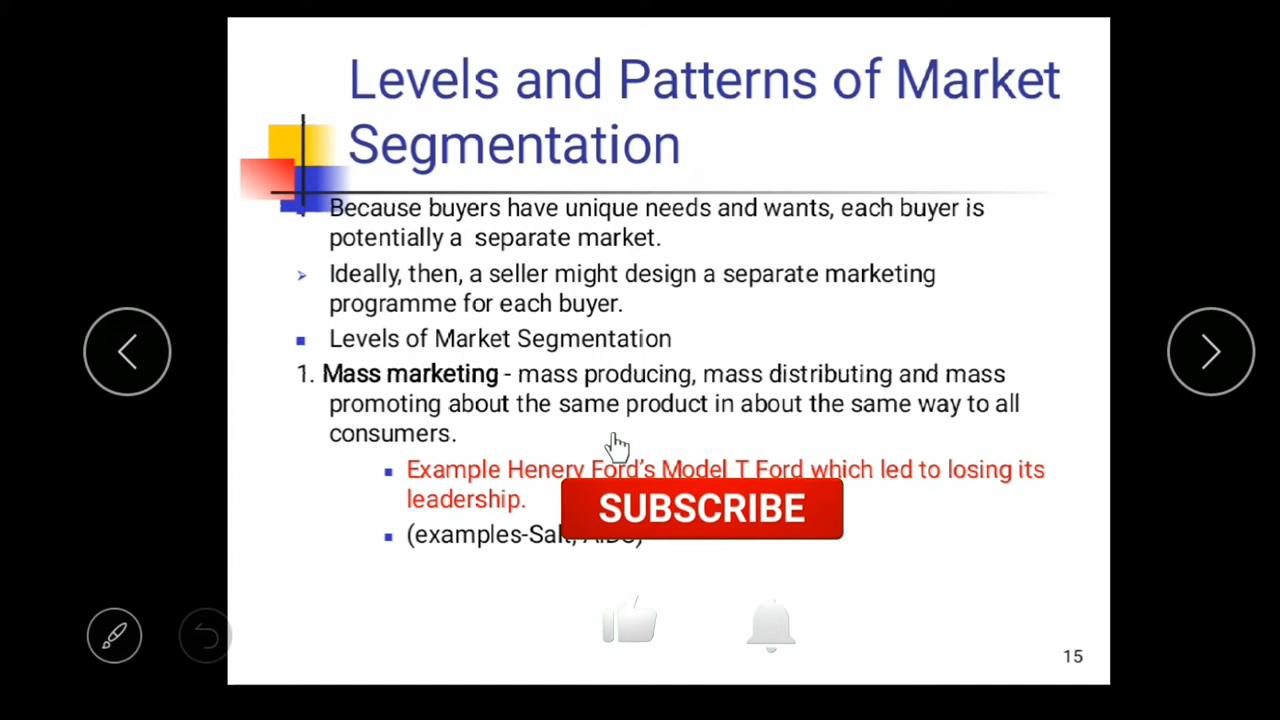 Levels and Patterns of Market
Segmentation
Because buyers have unique needs and wants, each buyer is
potentially a separate market.
Ideally, then, a seller might design a separate marketing
programme for each buyer.
Levels of Market Segmentation
1. Mass marketing - mass producing, mass distributing and mass
promoting about the same product in about the same way to all
consumers.
Example Henery Ford's Model T Ford which led to losing its
leadership.
SUBSCRIBE
(examples-Salt,
15